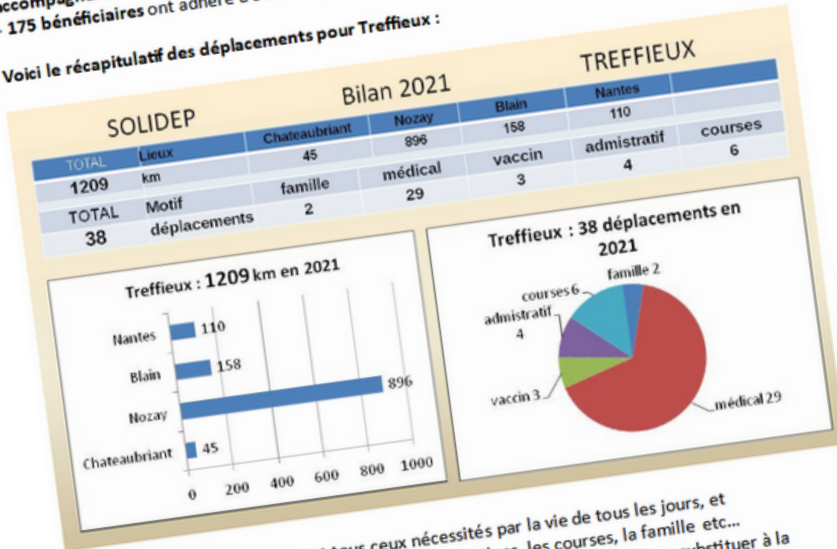 175 bénéficiaires ont adhéré
Voici le récapitulatif des déplacements pour Treffieux :
SOLIDEP Bilan 2021 TREFFIEUX
TOTAL Lieux Chateaubriant Nozay Blain Nantes
1209 km 45 896 158 110
TOTAL Motif famille médical vaccin admistratif courses
38 déplacements 2 29 3 4 6
Treffieux : 1209 km en 2021
Nantes 110
Blain 158
Nozay 896
Chateaubriant 45
0 200 400 600 800 1000
Treffieux : 38 déplacements en
2021
famille 2
courses 6
admistratif
4
vaccin 3
médical 29
ceux nécessités par la vie de tous les jours, et
les courses, la famille etc...
à la